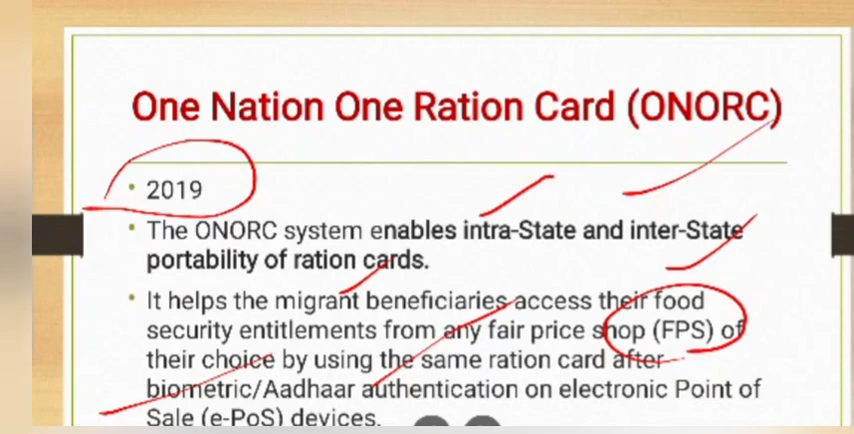 One Nation One Ration Card (ONORC)
• 2019
• The ONORC system enables intra-State and inter-State
portability of ration cards.
• It helps the migrant beneficiaries access their food
security entitlements from any fair price shop (FPS) of
their choice by using the same ration card after
biometric/Aadhaar authentication on electronic Point of
Sale (e-PoS) devices.